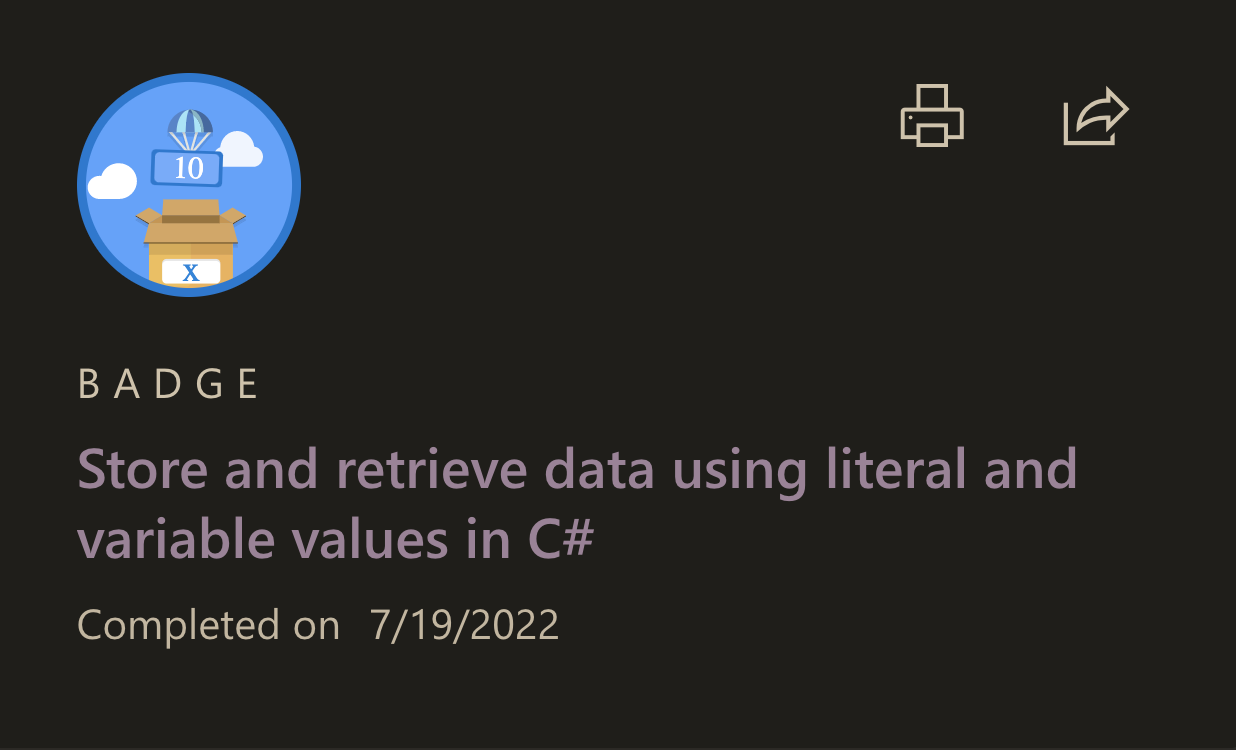 10
X
BADGE
Store and retrieve data using literal and
variable values in C#
Completed on 7/19/2022